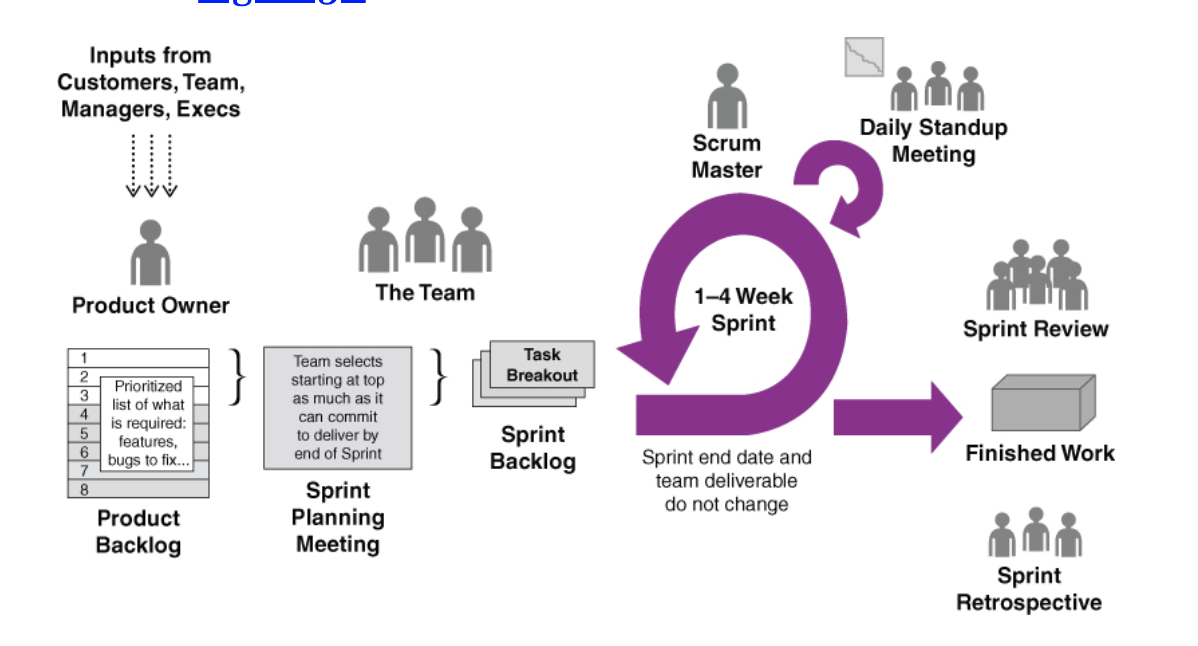 Inputs from
Customers, Team,
Managers, Execs
Product Owner
1
2
3
4
5
6
7
8
Prioritized
list of what
is required:
features,
bugs to fix...
Product
Backlog
The Team
Team selects
starting at top
as much as it
can commit
to deliver by
end of Sprint
Sprint
Planning
Meeting
Task
Breakout
Sprint
Backlog
Scrum
Master
Daily Standup
Meeting
1–4 Week
Sprint
Sprint end date and
team deliverable
do not change
Sprint Review
Finished Work
Sprint
Retrospective